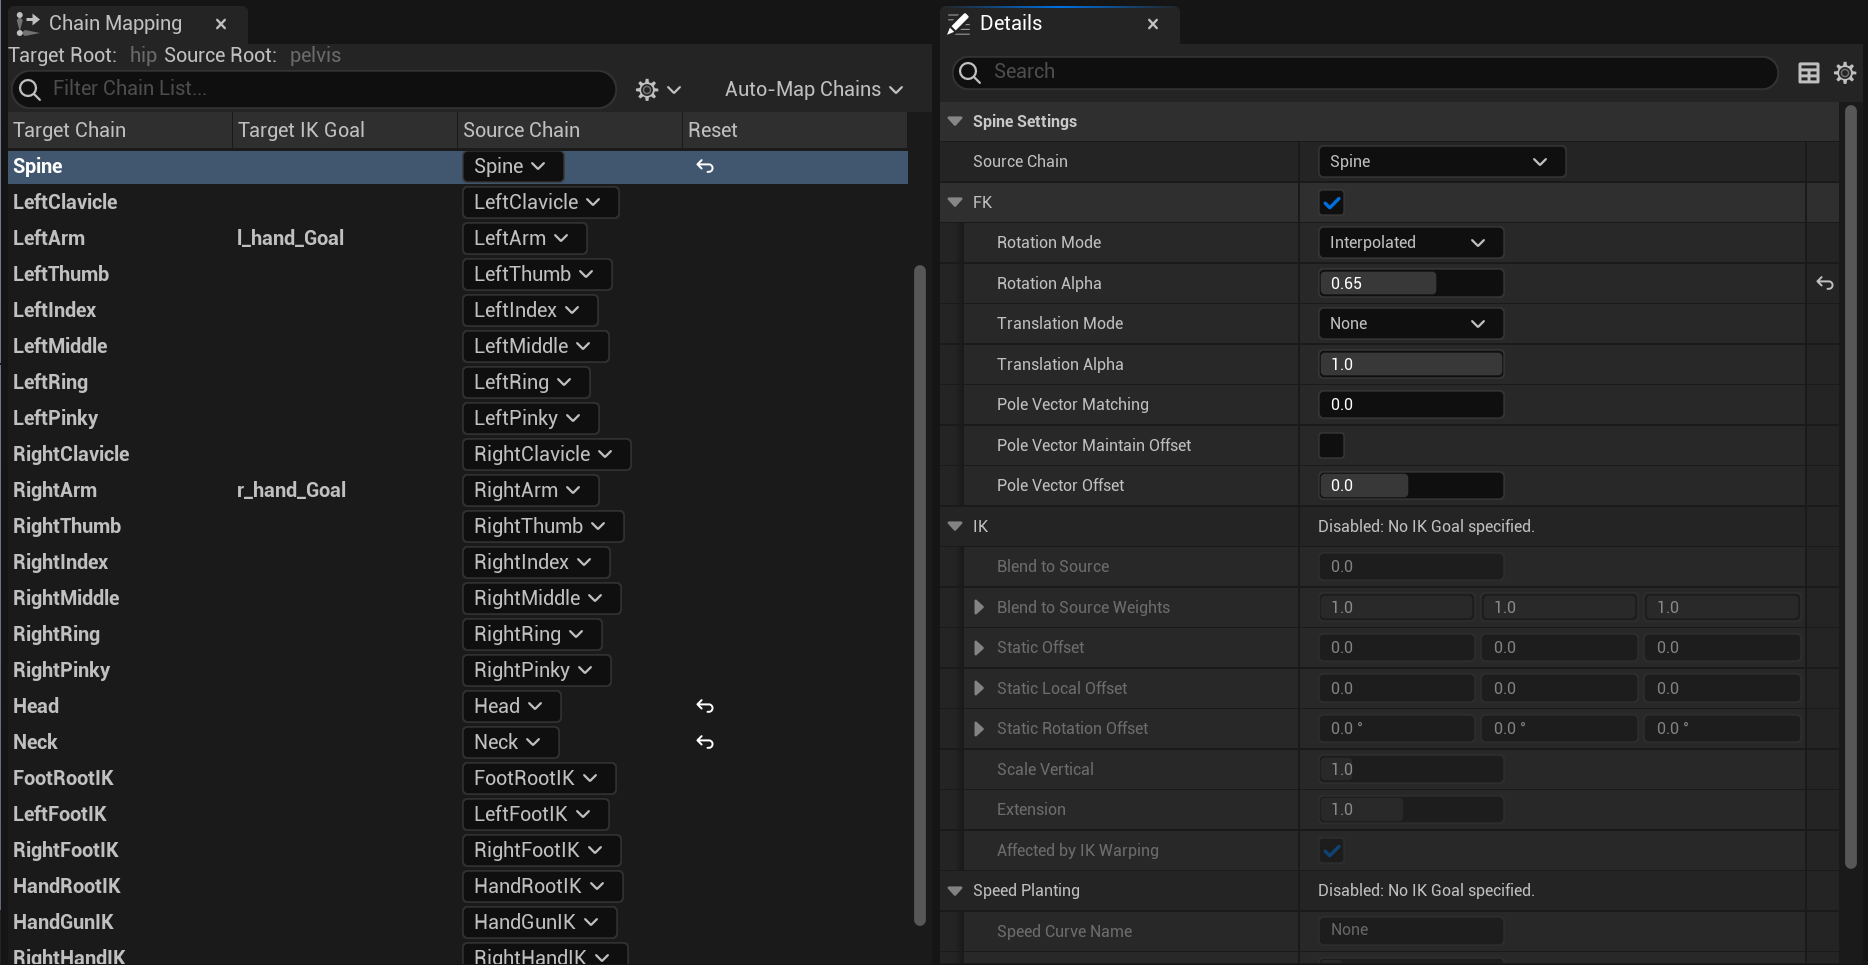 Chain Mapping
Target Root: hip Source Root: pelvis
Filter Chain List...
Auto-Map Chains
Target Chain Target IK Goal Source Chain Reset
Spine Spine
LeftClavicle LeftClavicle
LeftArm l_hand_Goal LeftArm
LeftThumb LeftThumb
LeftIndex LeftIndex
LeftMiddle LeftMiddle
LeftRing LeftRing
LeftPinky LeftPinky
RightClavicle RightClavicle
RightArm r_hand_Goal RightArm
RightThumb RightThumb
RightIndex RightIndex
RightMiddle RightMiddle
RightRing RightRing
RightPinky RightPinky
Head Head
Neck Neck
FootRootIK FootRootIK
LeftFootIK LeftFootIK
RightFootIK RightFootIK
HandRootIK HandRootIK
HandGunIK HandGunIK
RightHandIK RightHandIK
Details
Search
Spine Settings
Source Chain Spine
FK
Rotation Mode Interpolated
Rotation Alpha 0.65
Translation Mode None
Translation Alpha 1.0
Pole Vector Matching 0.0
Pole Vector Maintain Offset
Pole Vector Offset 0.0
IK Disabled: No IK Goal specified.
Blend to Source 0.0
Blend to Source Weights 1.0 1.0 1.0
Static Offset 0.0 0.0 0.0
Static Local Offset 0.0 0.0 0.0
Static Rotation Offset 0.0 ° 0.0 ° 0.0 °
Scale Vertical 1.0
Extension 1.0
Affected by IK Warping
Speed Planting Disabled: No IK Goal specified.
Speed Curve Name None